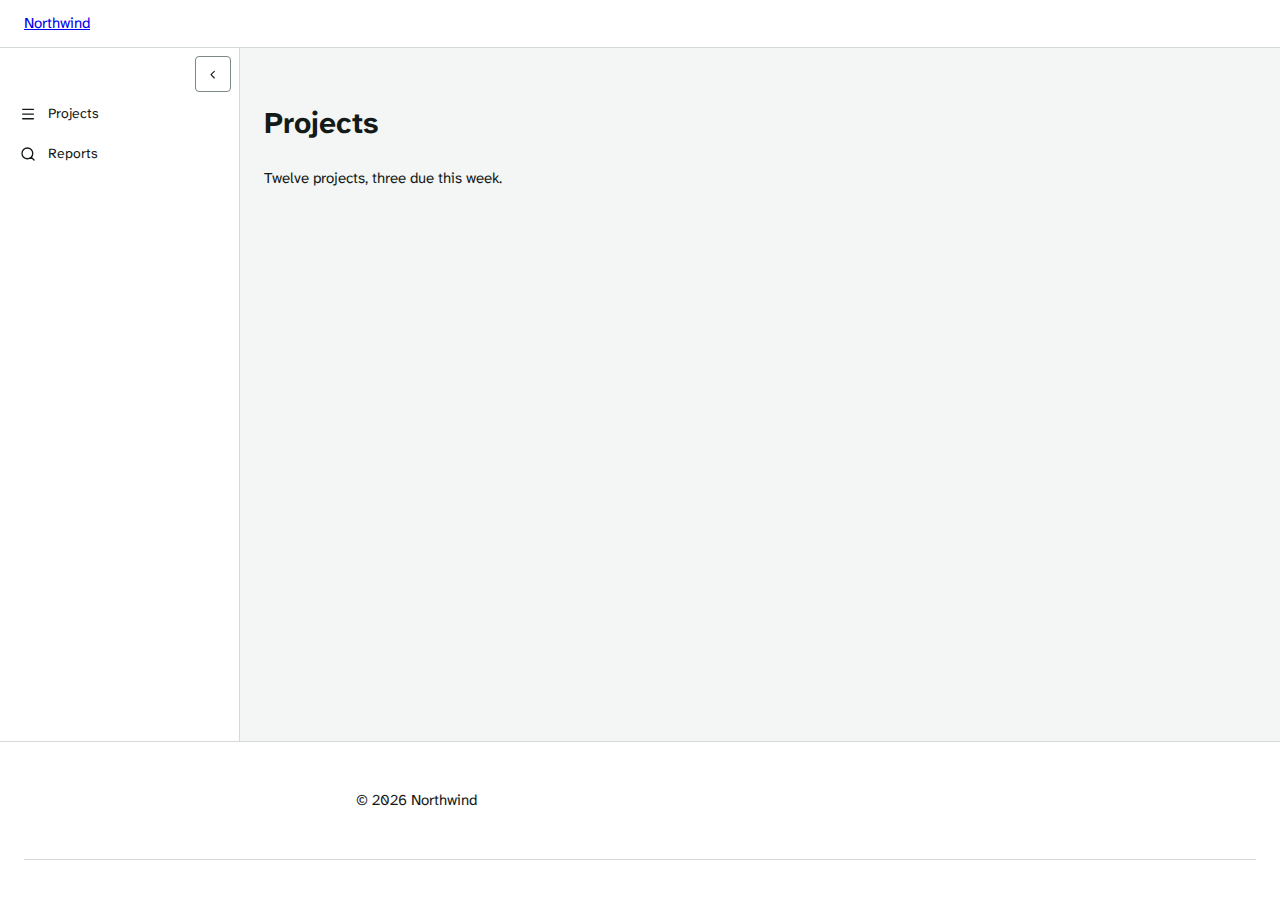 Northwind
Projects
Reports
Projects
Twelve projects, three due this week.
© 2026 Northwind